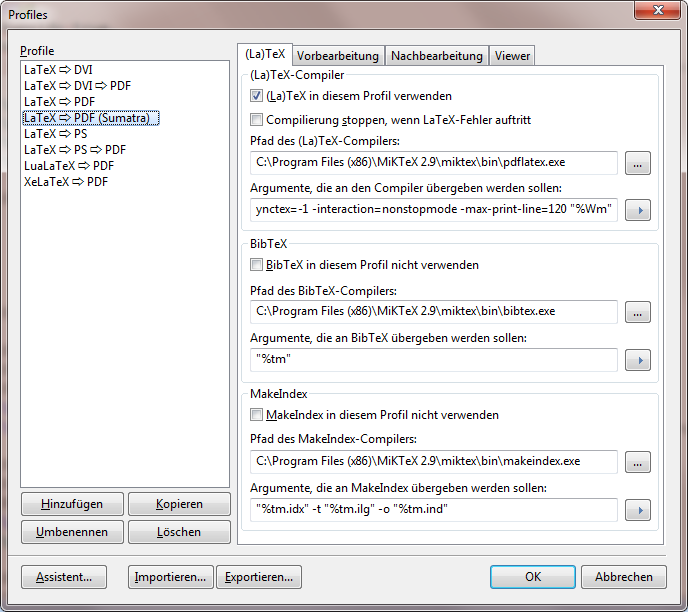 Profiles
Profile
LaTeX ⇨ DVI
LaTeX ⇨ DVI ⇨ PDF
LaTeX ⇨ PDF
LaTeX ⇨ PDF (Sumatra)
LaTeX ⇨ PS
LaTeX ⇨ PS ⇨ PDF
LuaLaTeX ⇨ PDF
XeLaTeX ⇨ PDF
Hinzufügen
Kopieren
Umbenennen
Löschen
(La)TeX
Vorbearbeitung
Nachbearbeitung
Viewer
(La)TeX-Compiler
(La)TeX in diesem Profil verwenden
Compilierung stoppen, wenn LaTeX-Fehler auftritt
Pfad des (La)TeX-Compilers:
C:\Program Files (x86)\MiKTeX 2.9\miktex\bin\pdflatex.exe
...
Argumente, die an den Compiler übergeben werden sollen:
ynctex=-1 -interaction=nonstopmode -max-print-line=120 "%Wm"
BibTeX
BibTeX in diesem Profil nicht verwenden
Pfad des BibTeX-Compilers:
C:\Program Files (x86)\MiKTeX 2.9\miktex\bin\bibtex.exe
...
Argumente, die an BibTeX übergeben werden sollen:
"%tm"
MakeIndex
MakeIndex in diesem Profil nicht verwenden
Pfad des MakeIndex-Compilers:
C:\Program Files (x86)\MiKTeX 2.9\miktex\bin\makeindex.exe
...
Argumente, die an MakeIndex übergeben werden sollen:
"%tm.idx" -t "%tm.ilg" -o "%tm.ind"
Assistent...
Importieren...
Exportieren...
OK
Abbrechen